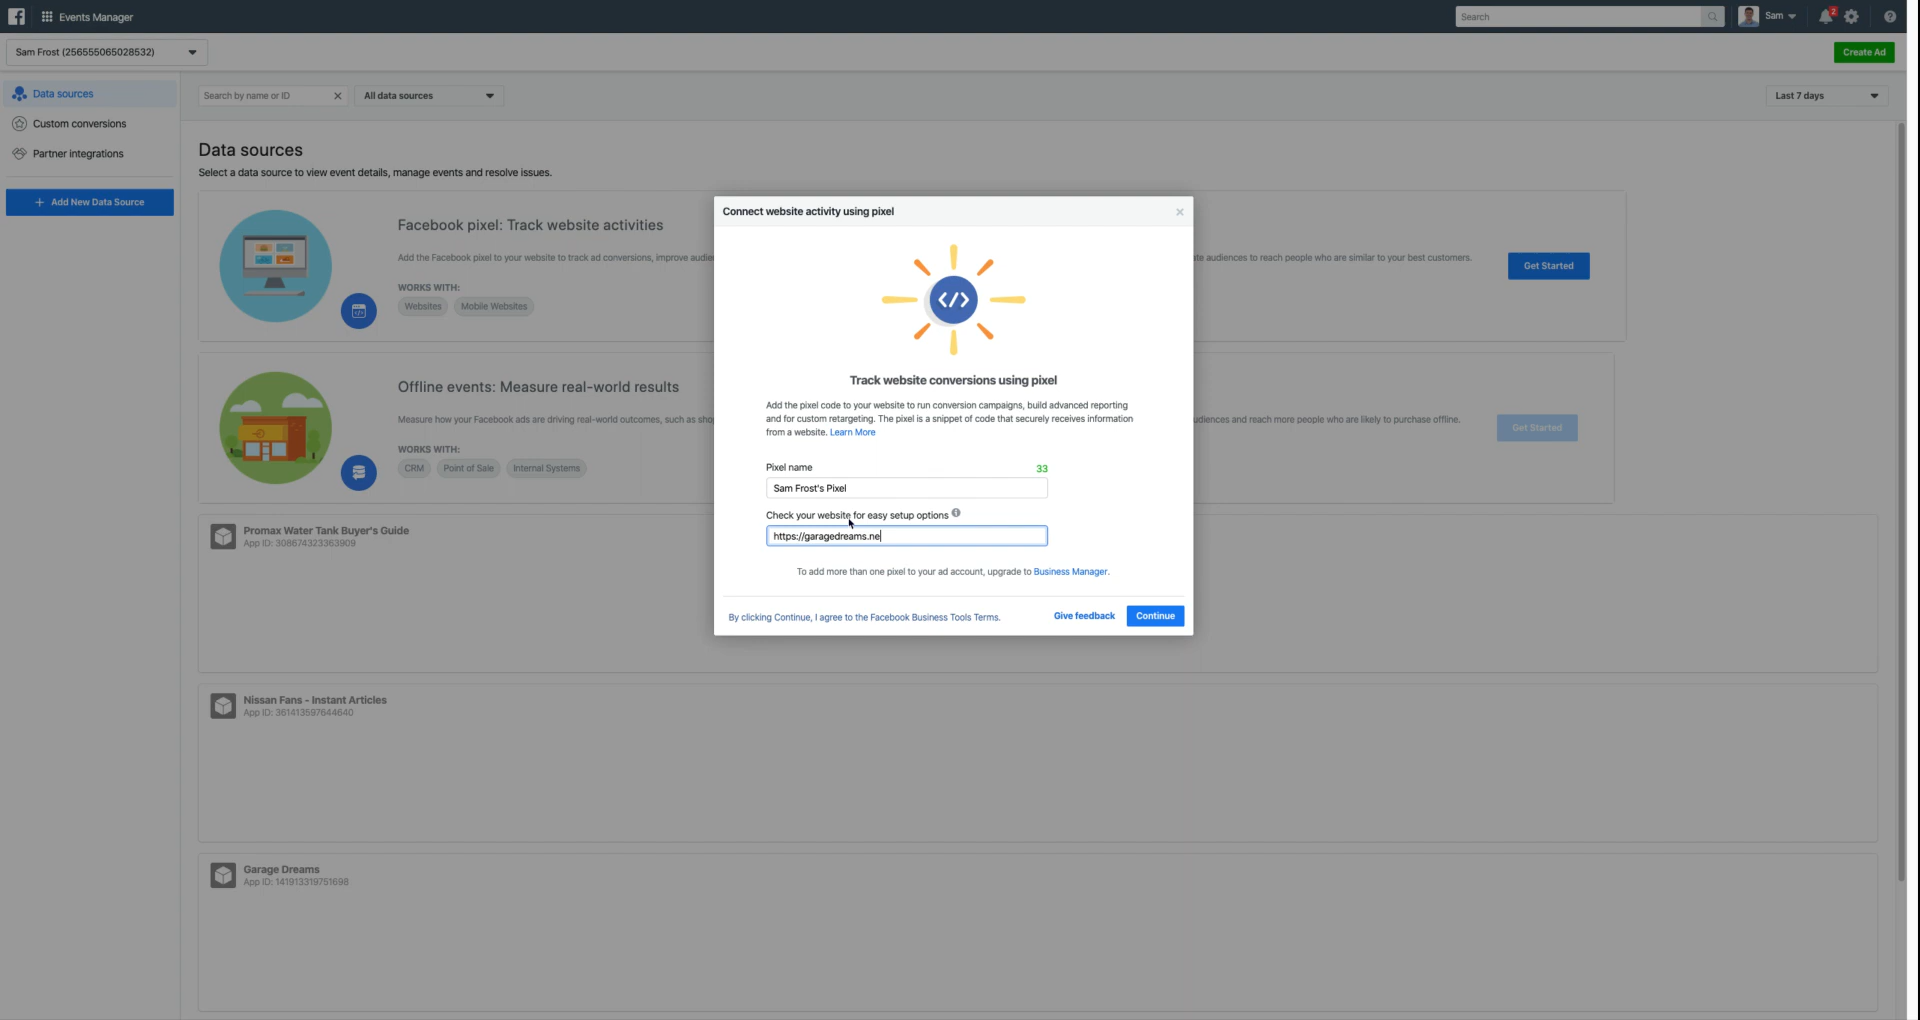 Events Manager
Search
Sam
2
Sam Frost (256555065028532)
Create Ad
Data sources
Custom conversions
Partner integrations
+ Add New Data Source
Search by name or ID
All data sources
Last 7 days
Data sources
Select a data source to view event details, manage events and resolve issues.
Facebook pixel: Track website activities
Add the Facebook pixel to your website to track ad conversions, improve audie
ate audiences to reach people who are similar to your best customers.
WORKS WITH:
Websites
Mobile Websites
Get Started
Offline events: Measure real-world results
Measure how your Facebook ads are driving real-world outcomes, such as sho
udiences and reach more people who are likely to purchase offline.
WORKS WITH:
CRM
Point of Sale
Internal Systems
Get Started
Promax Water Tank Buyer's Guide
App ID: 308674323363909
Nissan Fans - Instant Articles
App ID: 361413597644640
Garage Dreams
App ID: 141913319751698
Connect website activity using pixel
</>
Track website conversions using pixel
Add the pixel code to your website to run conversion campaigns, build advanced reporting
and for custom retargeting. The pixel is a snippet of code that securely receives information
from a website. Learn More
Pixel name
33
Sam Frost's Pixel
Check your website for easy setup options
https://garagedreams.ne
To add more than one pixel to your ad account, upgrade to Business Manager.
By clicking Continue, I agree to the Facebook Business Tools Terms.
Give feedback
Continue